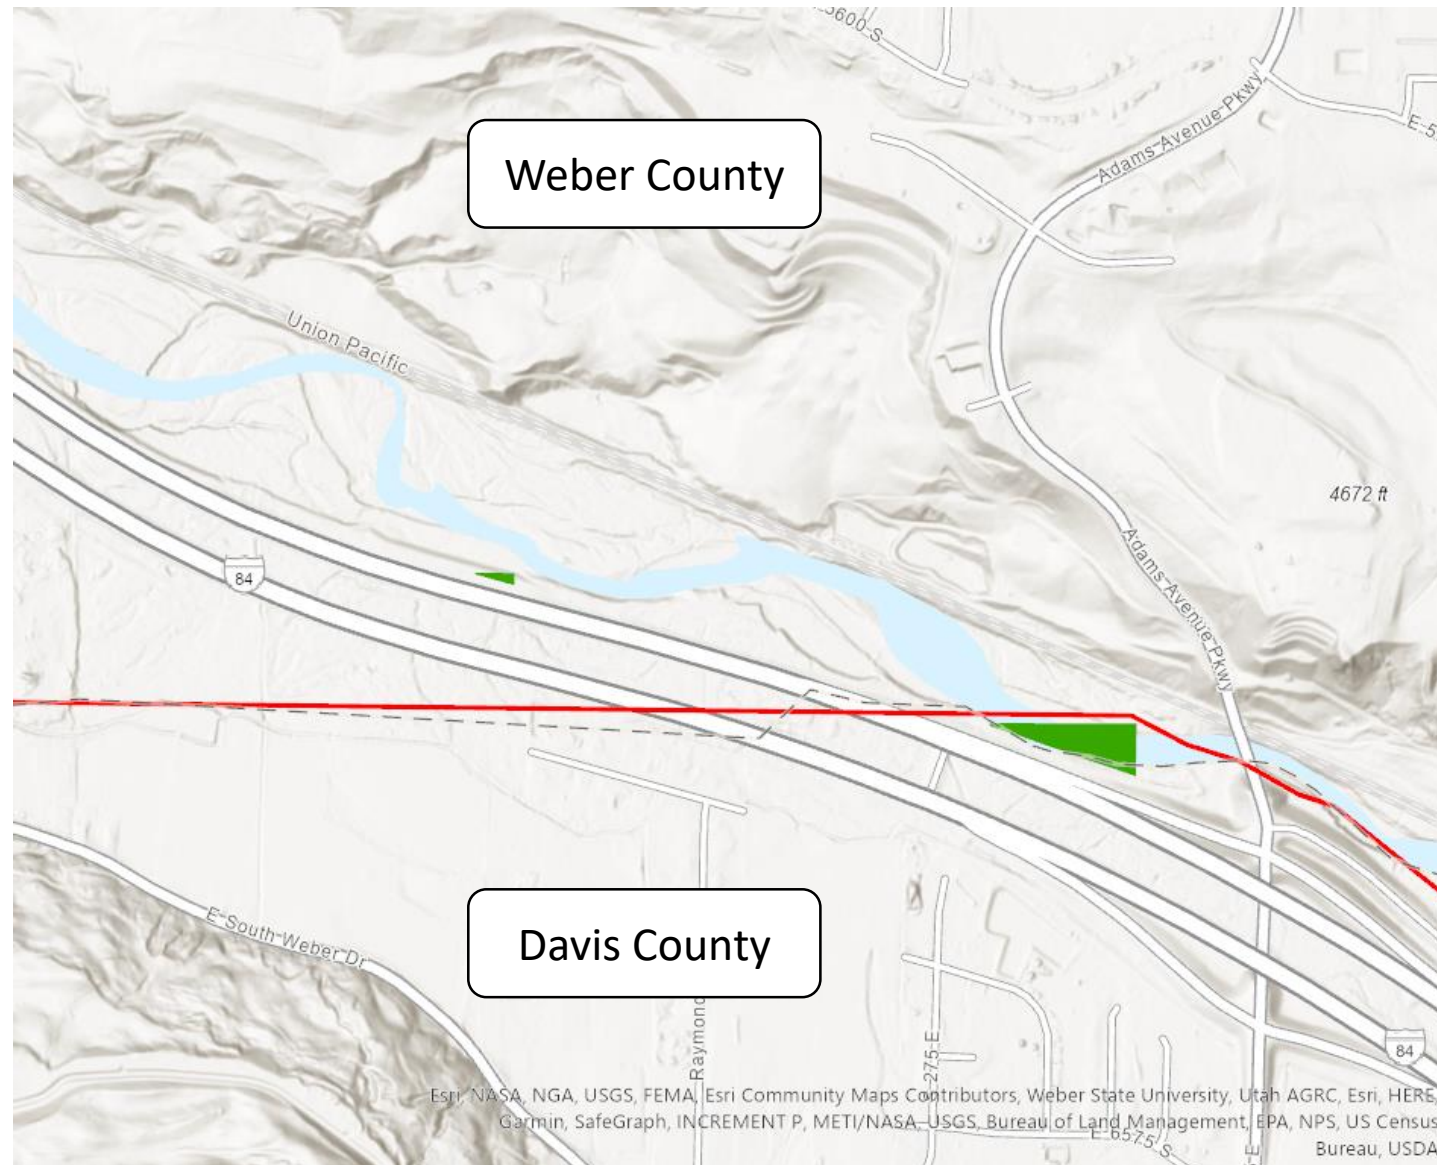 5600 S
Adams Avenue Pkwy
E 5
Weber County
Union Pacific
4672 ft
Adams Avenue Pkwy
84
E South Weber Dr
Davis County
Raymond
275 E
84
E 6575 S
E
Esri, NASA, NGA, USGS, FEMA, Esri Community Maps Contributors, Weber State University, Utah AGRC, Esri, HERE,
Garmin, SafeGraph, INCREMENT P, METI/NASA, USGS, Bureau of Land Management, EPA, NPS, US Census
Bureau, USDA